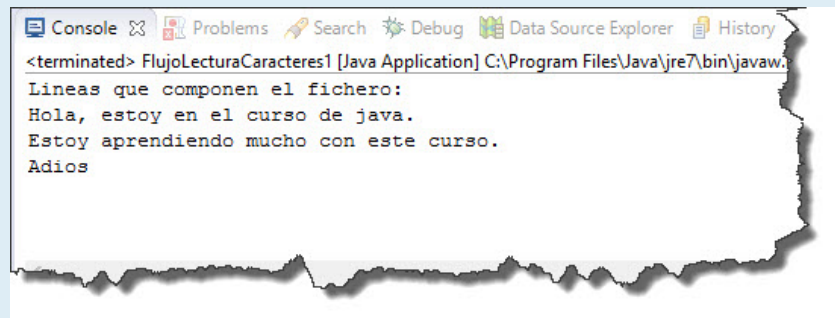 Console Problems Search Debug Data Source Explorer History
<terminated> FlujoLecturaCaracteres1 [Java Application] C:\Program Files\Java\jre7\bin\javaw.
Lineas que componen el fichero:
Hola, estoy en el curso de java.
Estoy aprendiendo mucho con este curso.
Adios